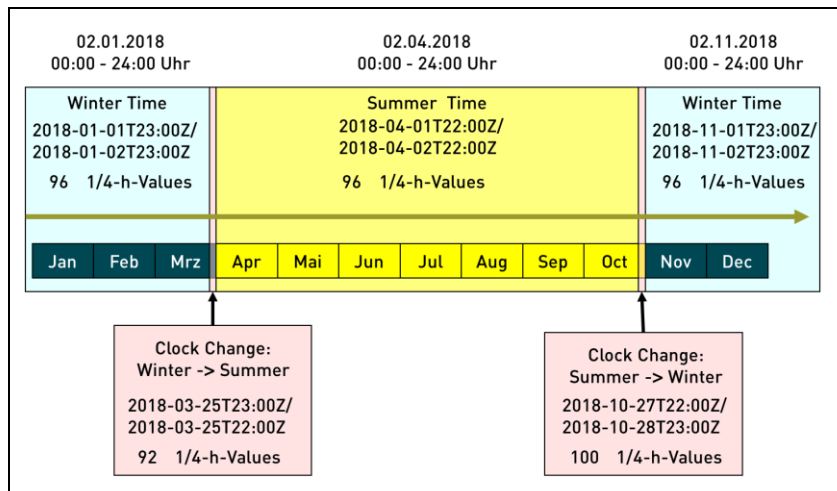 02.01.2018
00:00 - 24:00 Uhr
02.04.2018
00:00 - 24:00 Uhr
02.11.2018
00:00 - 24:00 Uhr
Winter Time
2018-01-01T23:00Z/
2018-01-02T23:00Z
96 1/4-h-Values
Summer Time
2018-04-01T22:00Z/
2018-04-02T22:00Z
96 1/4-h-Values
Winter Time
2018-11-01T23:00Z/
2018-11-02T23:00Z
96 1/4-h-Values
Jan Feb Mrz Apr Mai Jun Jul Aug Sep Oct Nov Dec
Clock Change:
Winter -> Summer
2018-03-25T23:00Z/
2018-03-25T22:00Z
92 1/4-h-Values
Clock Change:
Summer -> Winter
2018-10-27T22:00Z/
2018-10-28T23:00Z
100 1/4-h-Values